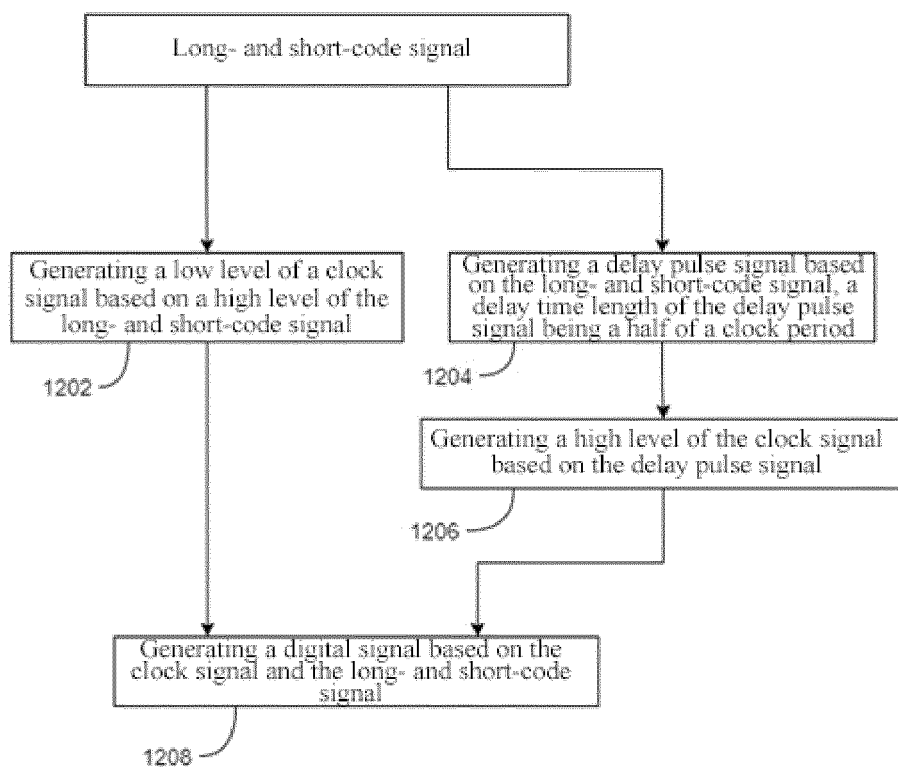 Long- and short-code signal
Generating a low level of a clock
signal based on a high level of the
long- and short-code signal
1202
Generating a delay pulse signal based
on the long- and short-code signal, a
delay time length of the delay pulse
signal being a half of a clock period
1204
Generating a high level of the clock signal
based on the delay pulse signal
1206
Generating a digital signal based on the
clock signal and the long- and short-code
signal
1208